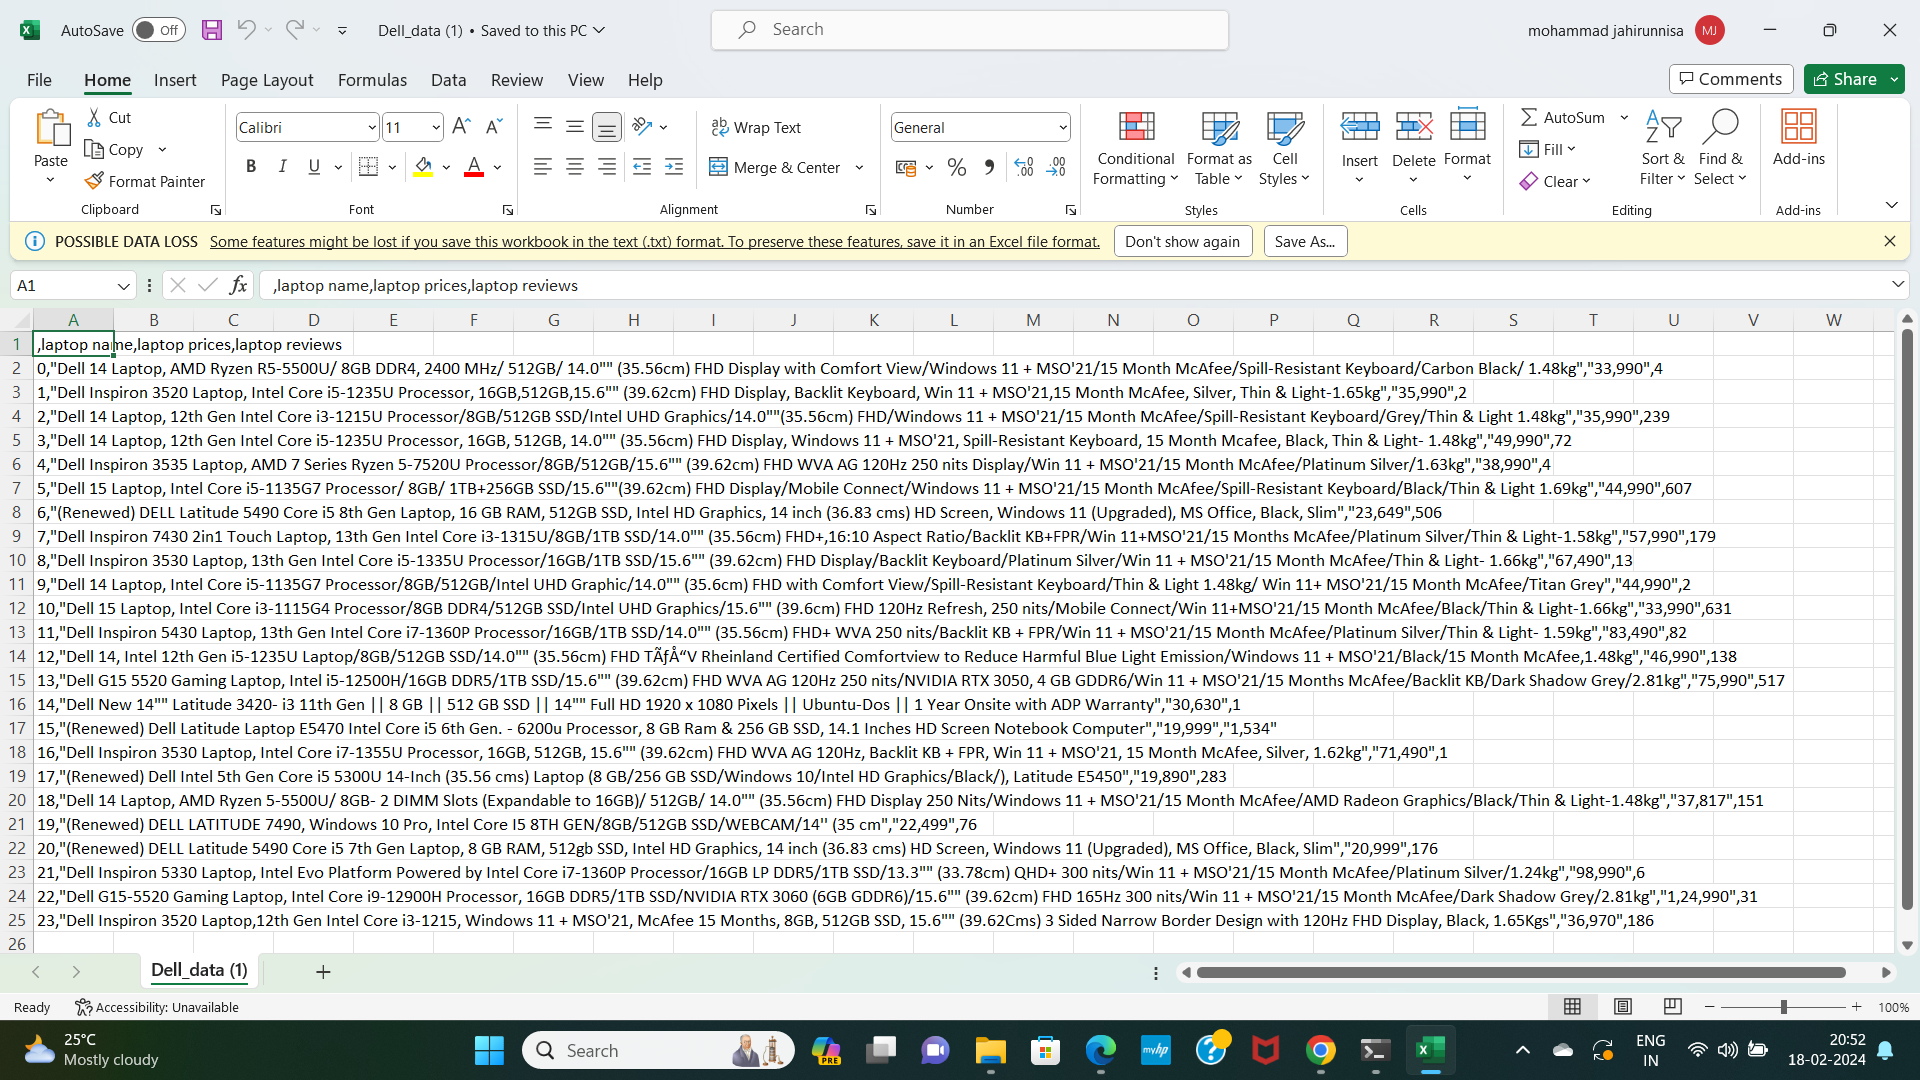 AutoSave Off Dell_data (1) • Saved to this PC Search mohammad jahirunnisa MJ
File Home Insert Page Layout Formulas Data Review View Help Comments Share
Paste Cut Copy Format Painter Clipboard
Calibri 11 B I U A Font
Wrap Text Merge & Center Alignment
General % Number
Conditional Formatting Format as Table Cell Styles Styles
Insert Delete Format Cells
AutoSum Fill Clear Sort & Filter Find & Select Editing
Add-ins Add-ins
POSSIBLE DATA LOSS Some features might be lost if you save this workbook in the text (.txt) format. To preserve these features, save it in an Excel file format. Don't show again Save As...
A1 fx ,laptop name,laptop prices,laptop reviews
A B C D E F G H I J K L M N O P Q R S T U V W
1 ,laptop name,laptop prices,laptop reviews
2 0,"Dell 14 Laptop, AMD Ryzen R5-5500U/ 8GB DDR4, 2400 MHz/ 512GB/ 14.0"" (35.56cm) FHD Display with Comfort View/Windows 11 + MSO'21/15 Month McAfee/Spill-Resistant Keyboard/Carbon Black/ 1.48kg","33,990",4
3 1,"Dell Inspiron 3520 Laptop, Intel Core i5-1235U Processor, 16GB,512GB,15.6"" (39.62cm) FHD Display, Backlit Keyboard, Win 11 + MSO'21,15 Month McAfee, Silver, Thin & Light-1.65kg","35,990",2
4 2,"Dell 14 Laptop, 12th Gen Intel Core i3-1215U Processor/8GB/512GB SSD/Intel UHD Graphics/14.0""(35.56cm) FHD/Windows 11 + MSO'21/15 Month McAfee/Spill-Resistant Keyboard/Grey/Thin & Light 1.48kg","35,990",239
5 3,"Dell 14 Laptop, 12th Gen Intel Core i5-1235U Processor, 16GB, 512GB, 14.0"" (35.56cm) FHD Display, Windows 11 + MSO'21, Spill-Resistant Keyboard, 15 Month Mcafee, Black, Thin & Light- 1.48kg","49,990",72
6 4,"Dell Inspiron 3535 Laptop, AMD 7 Series Ryzen 5-7520U Processor/8GB/512GB/15.6"" (39.62cm) FHD WVA AG 120Hz 250 nits Display/Win 11 + MSO'21/15 Month McAfee/Platinum Silver/1.63kg","38,990",4
7 5,"Dell 15 Laptop, Intel Core i5-1135G7 Processor/ 8GB/ 1TB+256GB SSD/15.6""(39.62cm) FHD Display/Mobile Connect/Windows 11 + MSO'21/15 Month McAfee/Spill-Resistant Keyboard/Black/Thin & Light 1.69kg","44,990",607
8 6,"(Renewed) DELL Latitude 5490 Core i5 8th Gen Laptop, 16 GB RAM, 512GB SSD, Intel HD Graphics, 14 inch (36.83 cms) HD Screen, Windows 11 (Upgraded), MS Office, Black, Slim","23,649",506
9 7,"Dell Inspiron 7430 2in1 Touch Laptop, 13th Gen Intel Core i3-1315U/8GB/1TB SSD/14.0"" (35.56cm) FHD+,16:10 Aspect Ratio/Backlit KB+FPR/Win 11+MSO'21/15 Months McAfee/Platinum Silver/Thin & Light-1.58kg","57,990",179
10 8,"Dell Inspiron 3530 Laptop, 13th Gen Intel Core i5-1335U Processor/16GB/1TB SSD/15.6"" (39.62cm) FHD Display/Backlit Keyboard/Platinum Silver/Win 11 + MSO'21/15 Month McAfee/Thin & Light- 1.66kg","67,490",13
11 9,"Dell 14 Laptop, Intel Core i5-1135G7 Processor/8GB/512GB/Intel UHD Graphic/14.0"" (35.6cm) FHD with Comfort View/Spill-Resistant Keyboard/Thin & Light 1.48kg/ Win 11+ MSO'21/15 Month McAfee/Titan Grey","44,990",2
12 10,"Dell 15 Laptop, Intel Core i3-1115G4 Processor/8GB DDR4/512GB SSD/Intel UHD Graphics/15.6"" (39.6cm) FHD 120Hz Refresh, 250 nits/Mobile Connect/Win 11+MSO'21/15 Month McAfee/Black/Thin & Light-1.66kg","33,990",631
13 11,"Dell Inspiron 5430 Laptop, 13th Gen Intel Core i7-1360P Processor/16GB/1TB SSD/14.0"" (35.56cm) FHD+ WVA 250 nits/Backlit KB + FPR/Win 11 + MSO'21/15 Month McAfee/Platinum Silver/Thin & Light- 1.59kg","83,490",82
14 12,"Dell 14, Intel 12th Gen i5-1235U Laptop/8GB/512GB SSD/14.0"" (35.56cm) FHD TÃƒÅ“V Rheinland Certified Comfortview to Reduce Harmful Blue Light Emission/Windows 11 + MSO'21/Black/15 Month McAfee,1.48kg","46,990",138
15 13,"Dell G15 5520 Gaming Laptop, Intel i5-12500H/16GB DDR5/1TB SSD/15.6"" (39.62cm) FHD WVA AG 120Hz 250 nits/NVIDIA RTX 3050, 4 GB GDDR6/Win 11 + MSO'21/15 Months McAfee/Backlit KB/Dark Shadow Grey/2.81kg","75,990",517
16 14,"Dell New 14"" Latitude 3420- i3 11th Gen || 8 GB || 512 GB SSD || 14"" Full HD 1920 x 1080 Pixels || Ubuntu-Dos || 1 Year Onsite with ADP Warranty","30,630",1
17 15,"(Renewed) Dell Latitude Laptop E5470 Intel Core i5 6th Gen. - 6200u Processor, 8 GB Ram & 256 GB SSD, 14.1 Inches HD Screen Notebook Computer","19,999","1,534"
18 16,"Dell Inspiron 3530 Laptop, Intel Core i7-1355U Processor, 16GB, 512GB, 15.6"" (39.62cm) FHD WVA AG 120Hz, Backlit KB + FPR, Win 11 + MSO'21, 15 Month McAfee, Silver, 1.62kg","71,490",1
19 17,"(Renewed) Dell Intel 5th Gen Core i5 5300U 14-Inch (35.56 cms) Laptop (8 GB/256 GB SSD/Windows 10/Intel HD Graphics/Black/), Latitude E5450","19,890",283
20 18,"Dell 14 Laptop, AMD Ryzen 5-5500U/ 8GB- 2 DIMM Slots (Expandable to 16GB)/ 512GB/ 14.0"" (35.56cm) FHD Display 250 Nits/Windows 11 + MSO'21/15 Month McAfee/AMD Radeon Graphics/Black/Thin & Light-1.48kg","37,817",151
21 19,"(Renewed) DELL LATITUDE 7490, Windows 10 Pro, Intel Core I5 8TH GEN/8GB/512GB SSD/WEBCAM/14'' (35 cm","22,499",76
22 20,"(Renewed) DELL Latitude 5490 Core i5 7th Gen Laptop, 8 GB RAM, 512gb SSD, Intel HD Graphics, 14 inch (36.83 cms) HD Screen, Windows 11 (Upgraded), MS Office, Black, Slim","20,999",176
23 21,"Dell Inspiron 5330 Laptop, Intel Evo Platform Powered by Intel Core i7-1360P Processor/16GB LP DDR5/1TB SSD/13.3"" (33.78cm) QHD+ 300 nits/Win 11 + MSO'21/15 Month McAfee/Platinum Silver/1.24kg","98,990",6
24 22,"Dell G15-5520 Gaming Laptop, Intel Core i9-12900H Processor, 16GB DDR5/1TB SSD/NVIDIA RTX 3060 (6GB GDDR6)/15.6"" (39.62cm) FHD 165Hz 300 nits/Win 11 + MSO'21/15 Month McAfee/Dark Shadow Grey/2.81kg","1,24,990",31
25 23,"Dell Inspiron 3520 Laptop,12th Gen Intel Core i3-1215, Windows 11 + MSO'21, McAfee 15 Months, 8GB, 512GB SSD, 15.6"" (39.62Cms) 3 Sided Narrow Border Design with 120Hz FHD Display, Black, 1.65Kgs","36,970",186
26
Dell_data (1)
Ready Accessibility: Unavailable 100%
25°C Mostly cloudy Search PRE myhp ENG IN 20:52 18-02-2024